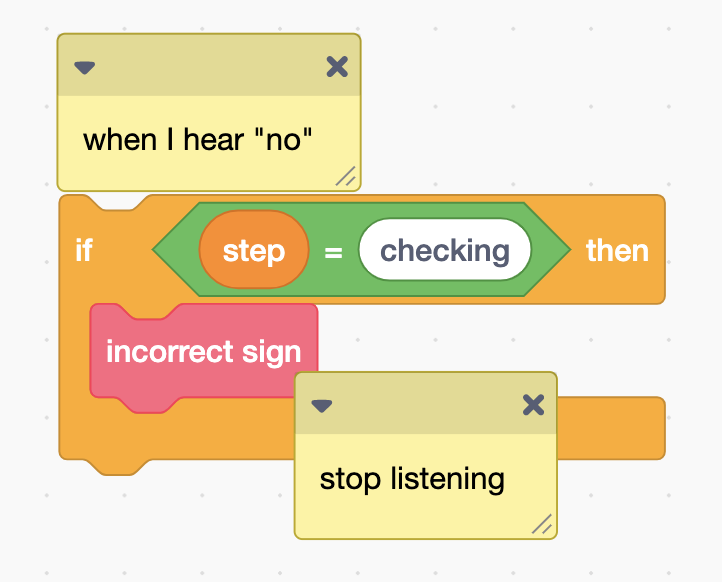 when I hear "no"
if step = checking then
incorrect sign
stop listening